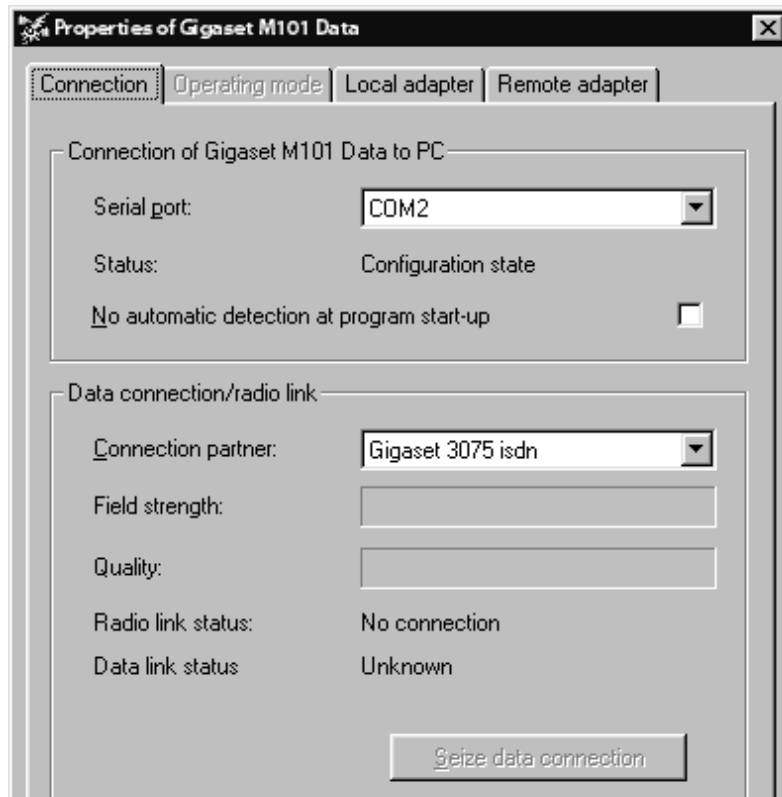 Properties of Gigaset M101 Data
Connection Operating mode Local adapter Remote adapter
Connection of Gigaset M101 Data to PC
Serial port: COM2
Status: Configuration state
No automatic detection at program start-up
Data connection/radio link
Connection partner: Gigaset 3075 isdn
Field strength:
Quality:
Radio link status: No connection
Data link status Unknown
Seize data connection